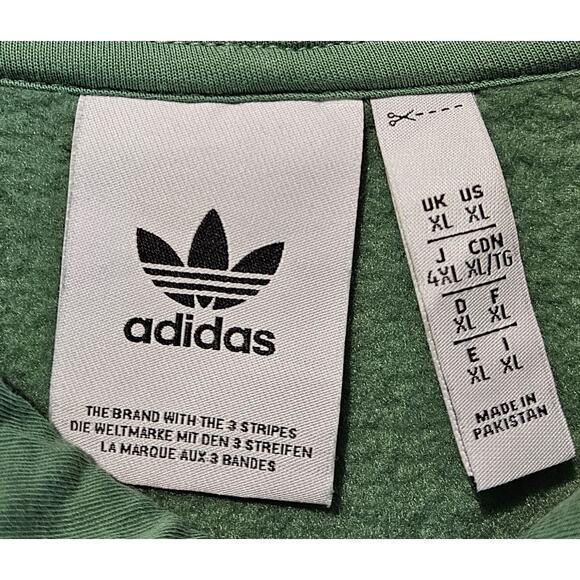 adidas
THE BRAND WITH THE 3 STRIPES
DIE WELTMARKE MIT DEN 3 STREIFEN
LA MARQUE AUX 3 BANDES
UK US
XL XL
J CDN
4XL XL/TG
D F
XL XL
E I
XL XL
MADE IN
PAKISTAN